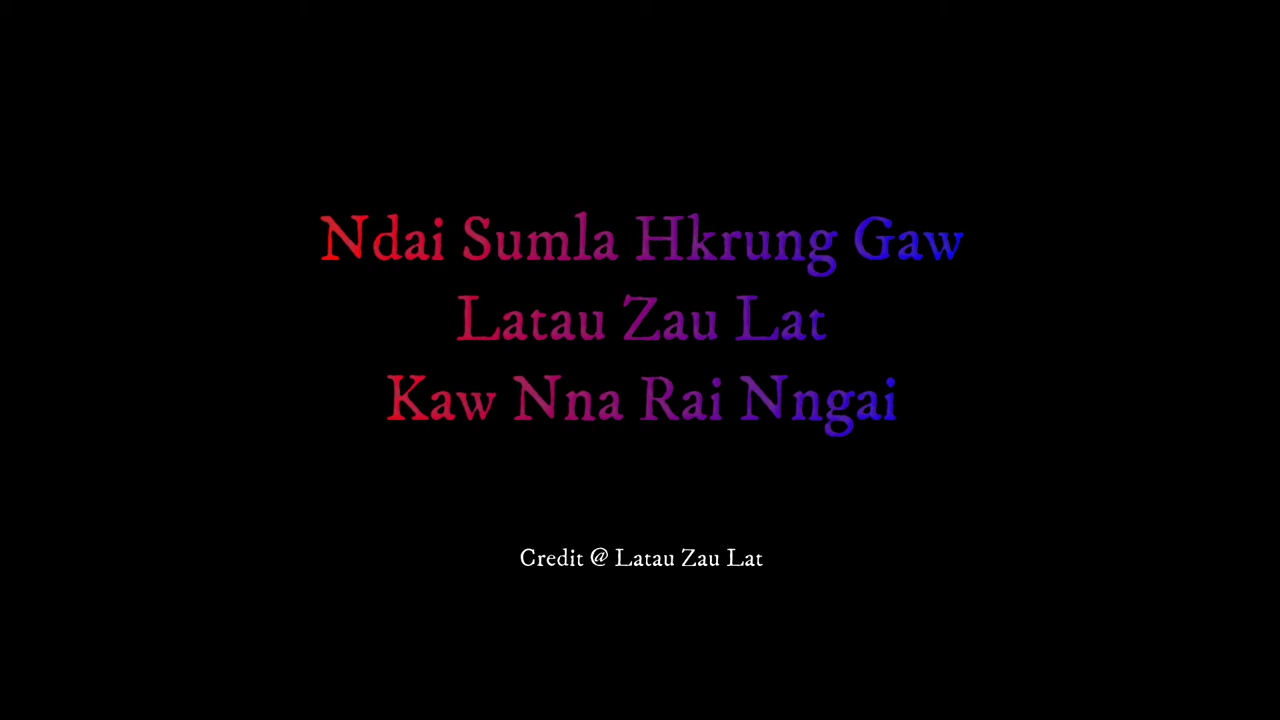 Ndai Sumla Hkrung Gaw
Latau Zau Lat
Kaw Nna Rai Nngai
Credit @ Latau Zau Lat